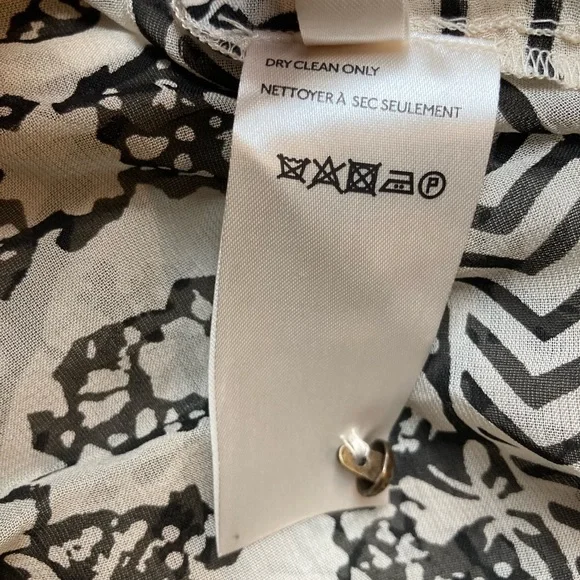 DRY CLEAN ONLY
NETTOYER À SEC SEULEMENT
P